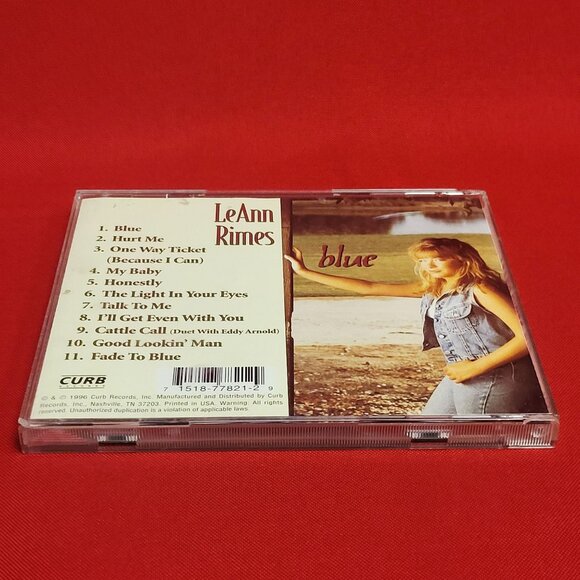 LeAnn
Rimes
1. Blue
2. Hurt Me
3. One Way Ticket
(Because I Can)
4. My Baby
5. Honestly
6. The Light In Your Eyes
7. Talk To Me
8. I'll Get Even With You
9. Cattle Call (Duet With Eddy Arnold)
10. Good Lookin' Man
11. Fade To Blue
blue
CURB
RECORDS
7 15187-78212 9
© & ℗ 1996 Curb Records, Inc. Manufactured and Distributed by Curb
Records, Inc., Nashville, TN 37203. Printed in USA. Warning: All rights
reserved. Unauthorized duplication is a violation of applicable laws.